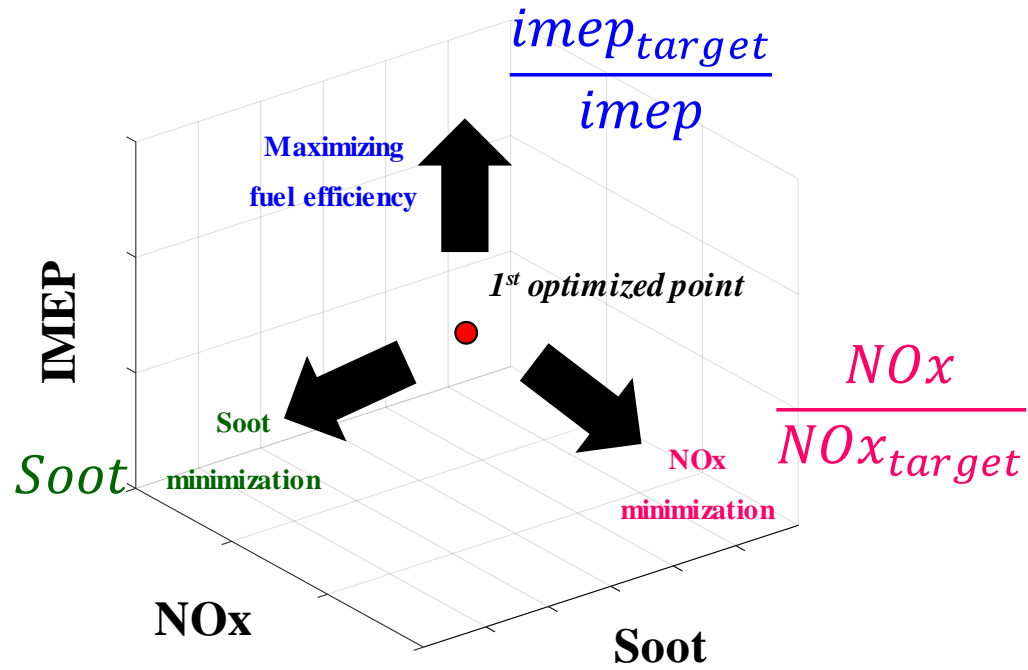 imep_target
imep
Maximizing
fuel efficiency
1st optimized point
IMEP
NOx
NOx_target
Soot
minimization
Soot
NOx
minimization
NOx
Soot